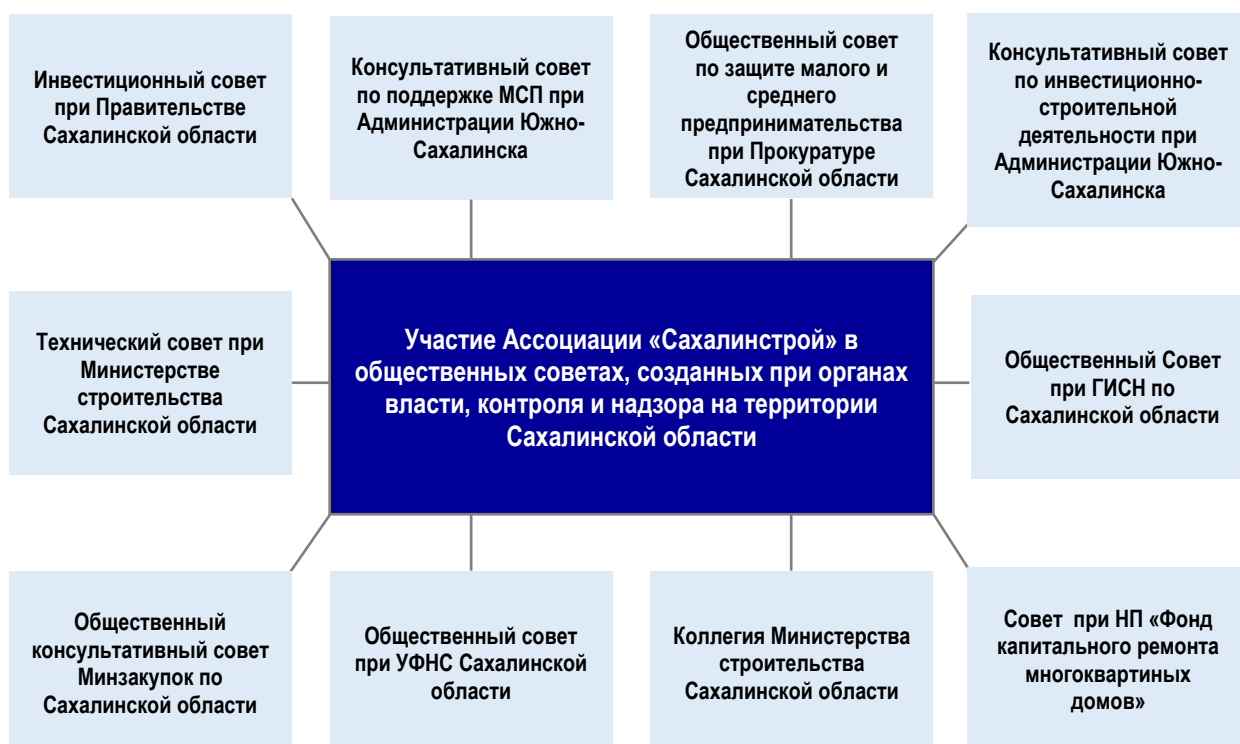 Инвестиционный совет
при Правительстве
Сахалинской области
Консультативный совет
по поддержке МСП при
Администрации Южно-
Сахалинска
Общественный совет
по защите малого и
среднего
предпринимательства
при Прокуратуре
Сахалинской области
Консультативный совет
по инвестиционно-
строительной
деятельности при
Администрации Южно-
Сахалинска
Технический совет при
Министерстве
строительства
Сахалинской области
Участие Ассоциации «Сахалинстрой» в
общественных советах, созданных при органах
власти, контроля и надзора на территории
Сахалинской области
Общественный Совет
при ГИСН по
Сахалинской области
Общественный
консультативный совет
Минзакупок по
Сахалинской области
Общественный совет
при УФНС Сахалинской
области
Коллегия Министерства
строительства
Сахалинской области
Совет при НП «Фонд
капитального ремонта
многоквартиных
домов»